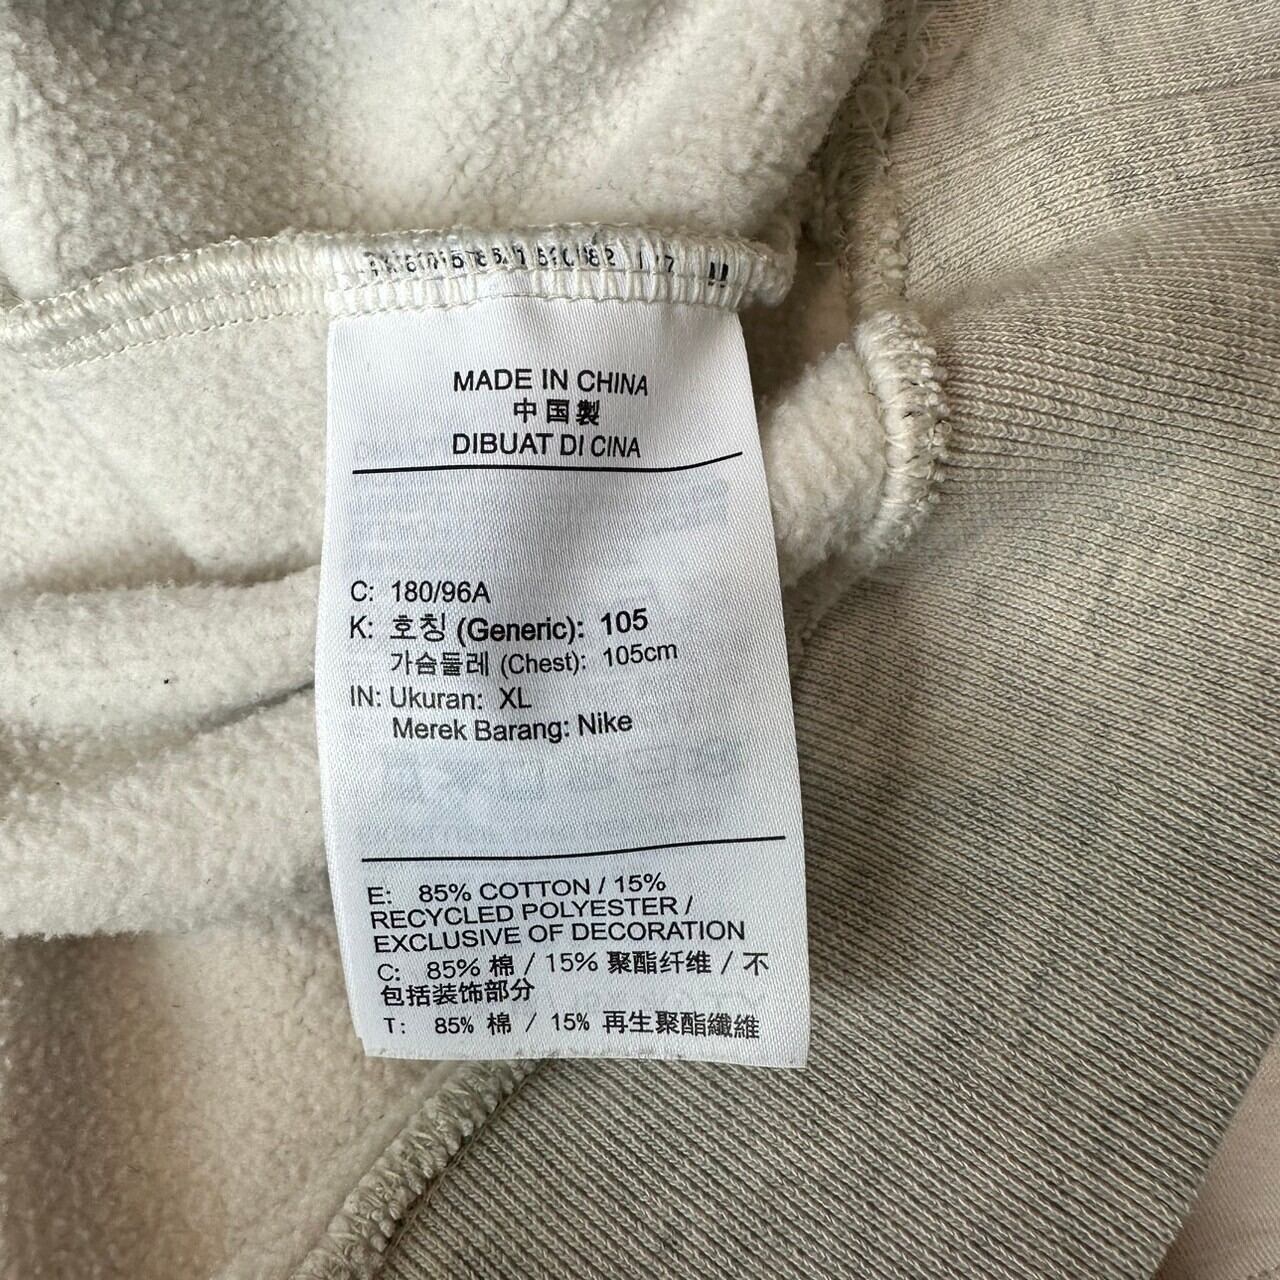 MADE IN CHINA
中国製
DIBUAT DI CINA
C: 180/96A
K: 호칭 (Generic): 105
가슴둘레 (Chest): 105cm
IN: Ukuran: XL
Merek Barang: Nike
E: 85% COTTON / 15%
RECYCLED POLYESTER /
EXCLUSIVE OF DECORATION
C: 85% 棉 / 15% 聚酯纤维 / 不
包括装饰部分
T: 85% 棉 / 15% 再生聚酯纖維